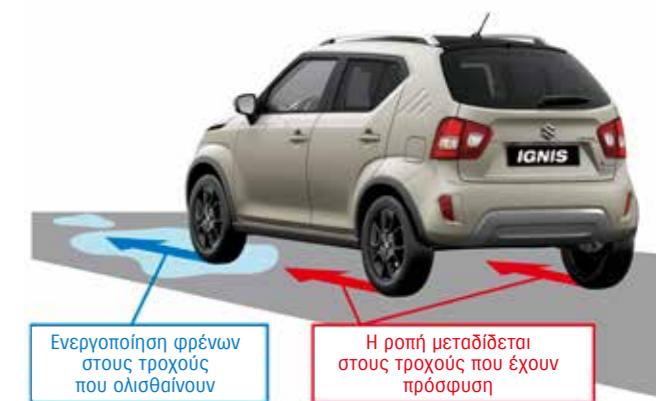 IGNIS
Ενεργοποίηση φρένων
στους τροχούς
που ολισθαίνουν
Η ροπή μεταδίδεται
στους τροχούς που έχουν
πρόσφυση